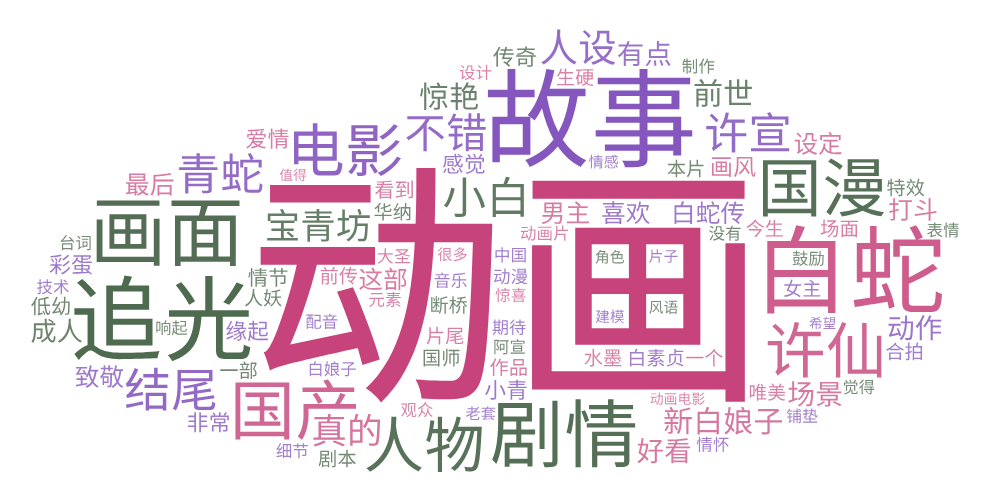 传奇
人设
有点
设计
生硬
制作
惊艳
故事
前世
爱情
电影
不错
许宣
设定
青蛇
感觉
情感
本片
画风
国漫
最后
值得
看到
小白
特效
画面
宝青坊
华纳
动画
男主
喜欢
白蛇传
没有
今生
场面
打斗
表情
台词
彩蛋
大圣
很多
中国
动画片
角色
片子
白蛇
鼓励
技术
情节
前传
这部
音乐
动漫
女主
低幼
追光
人妖
元素
断桥
惊喜
建模
风语
成人
响起
缘起
配音
片尾
期待
希望
许仙
动作
国师
阿宣
水墨
白素贞
一个
合拍
致敬
结尾
一部
白娘子
作品
小青
唯美
场景
觉得
非常
国产
真的
观众
老套
动画电影
新白娘子
铺垫
细节
剧本
人物
剧情
好看
情怀